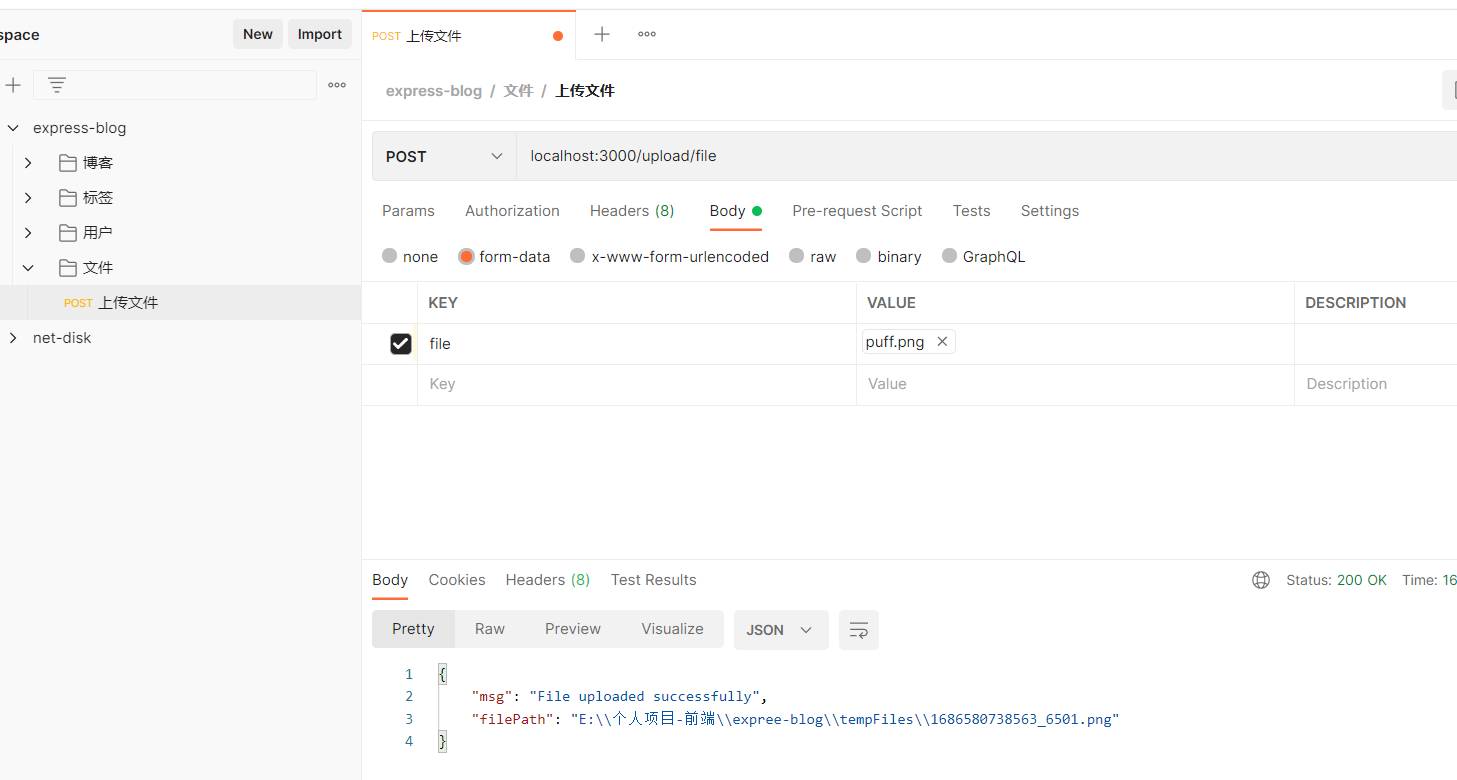 space
New
Import
POST 上传文件
express-blog / 文件 / 上传文件
express-blog
博客
标签
用户
文件
POST 上传文件
net-disk
POST
localhost:3000/upload/file
Params
Authorization
Headers (8)
Body
Pre-request Script
Tests
Settings
none
form-data
x-www-form-urlencoded
raw
binary
GraphQL
KEY
VALUE
DESCRIPTION
file
puff.png
Key
Value
Description
Body
Cookies
Headers (8)
Test Results
Status: 200 OK
Time: 16
Pretty
Raw
Preview
Visualize
JSON
1 {
2 "msg": "File uploaded successfully",
3 "filePath": "E:\\个人项目-前端\\expree-blog\\tempFiles\\1686580738563_6501.png"
4 }